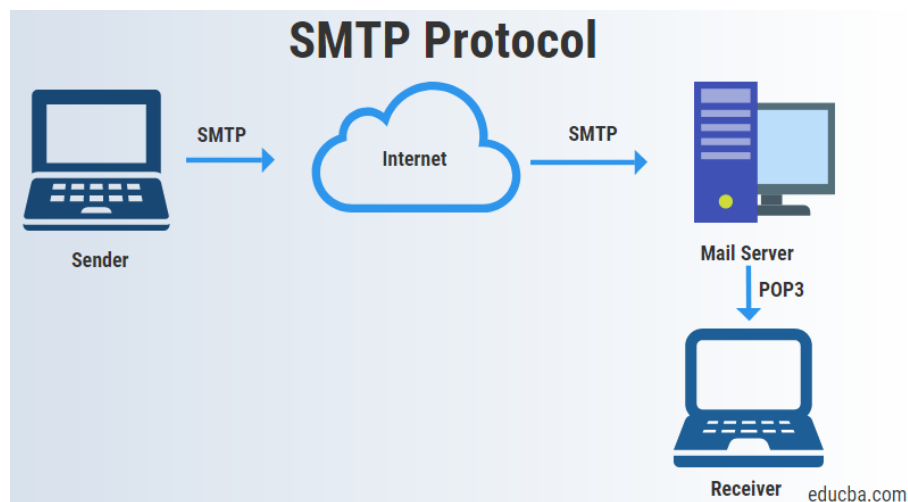 SMTP Protocol
SMTP
SMTP
Internet
Sender
Mail Server
POP3
Receiver
educba.com